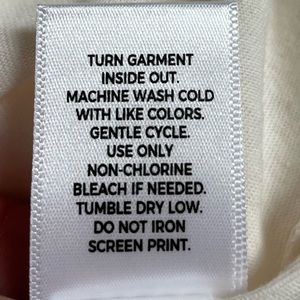 TURN GARMENT
INSIDE OUT.
MACHINE WASH COLD
WITH LIKE COLORS.
GENTLE CYCLE.
USE ONLY
NON-CHLORINE
BLEACH IF NEEDED.
TUMBLE DRY LOW.
DO NOT IRON
SCREEN PRINT.